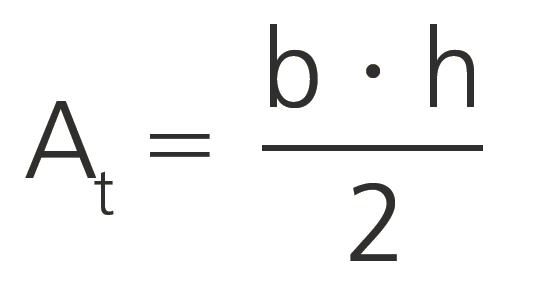 A_t = (b · h) / 2